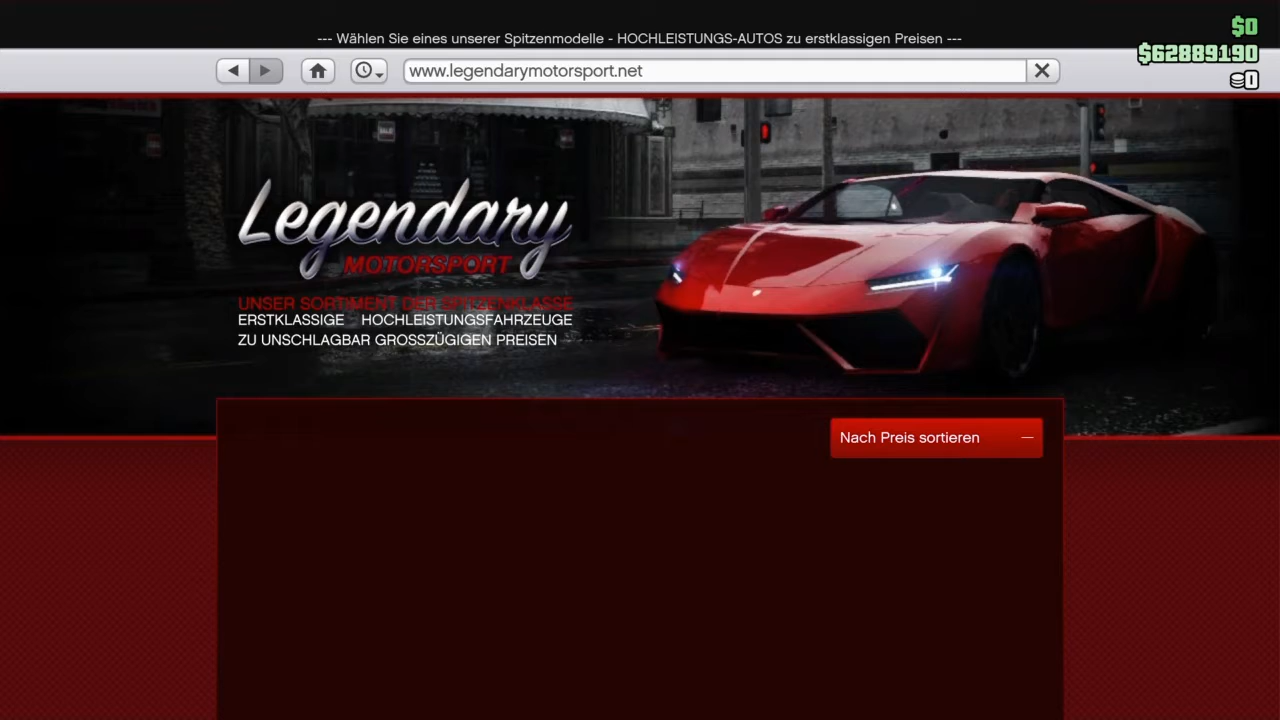 --- Wählen Sie eines unserer Spitzenmodelle - HOCHLEISTUNGS-AUTOS zu erstklassigen Preisen ---
$0
$62889190
0
www.legendarymotorsport.net
Legendary
MOTORSPORT
UNSER SORTIMENT DER SPITZENKLASSE
ERSTKLASSIGE HOCHLEISTUNGSFAHRZEUGE
ZU UNSCHLAGBAR GROSSZÜGIGEN PREISEN
Nach Preis sortieren